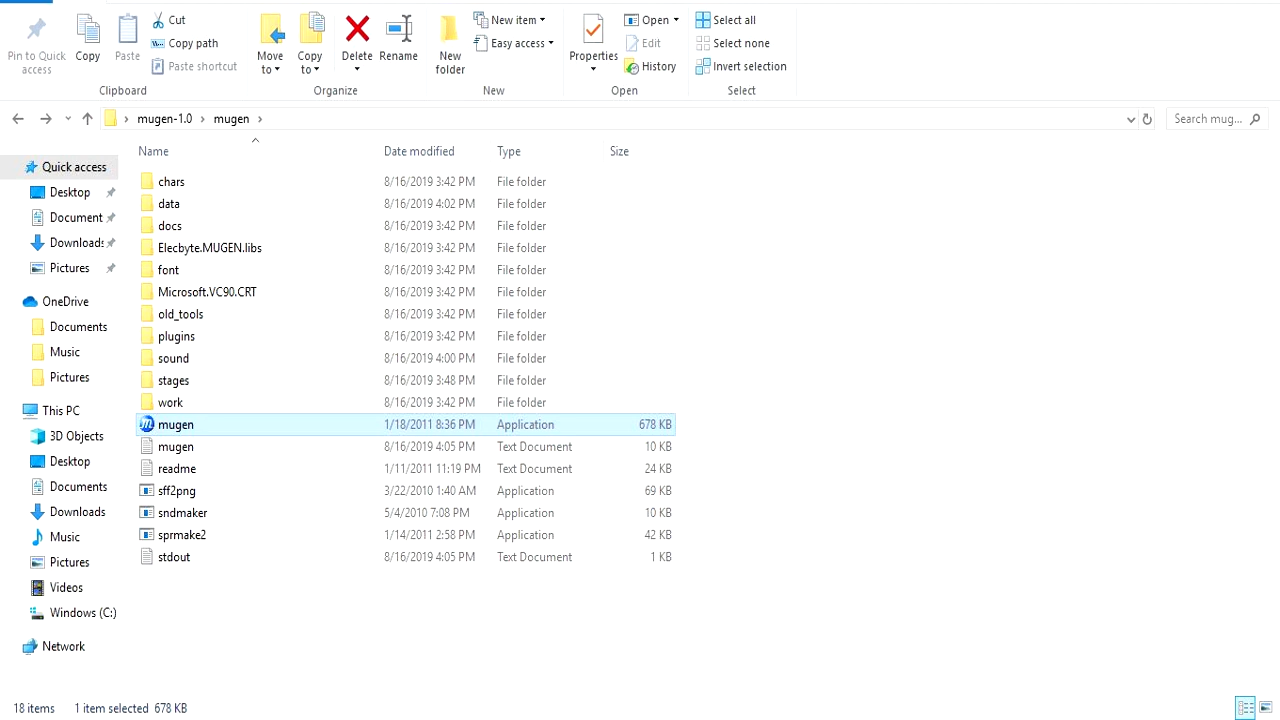 Pin to Quick access
Copy
Paste
Cut
Copy path
Paste shortcut
Clipboard
Move to
Copy to
Delete
Rename
Organize
New folder
New item
Easy access
New
Properties
Open
Edit
History
Open
Select all
Select none
Invert selection
Select
mugen-1.0 > mugen >
Search mug...
Name Date modified Type Size
chars 8/16/2019 3:42 PM File folder
data 8/16/2019 4:02 PM File folder
docs 8/16/2019 3:42 PM File folder
Elecbyte.MUGEN.libs 8/16/2019 3:42 PM File folder
font 8/16/2019 3:42 PM File folder
Microsoft.VC90.CRT 8/16/2019 3:42 PM File folder
old_tools 8/16/2019 3:42 PM File folder
plugins 8/16/2019 3:42 PM File folder
sound 8/16/2019 4:00 PM File folder
stages 8/16/2019 3:48 PM File folder
work 8/16/2019 3:42 PM File folder
mugen 1/18/2011 8:36 PM Application 678 KB
mugen 8/16/2019 4:05 PM Text Document 10 KB
readme 1/11/2011 11:19 PM Text Document 24 KB
sff2png 3/22/2010 1:40 AM Application 69 KB
sndmaker 5/4/2010 7:08 PM Application 10 KB
sprmake2 1/14/2011 2:58 PM Application 42 KB
stdout 8/16/2019 4:05 PM Text Document 1 KB
Quick access
Desktop
Document
Downloads
Pictures
OneDrive
Documents
Music
Pictures
This PC
3D Objects
Desktop
Documents
Downloads
Music
Pictures
Videos
Windows (C:)
Network
18 items 1 item selected 678 KB